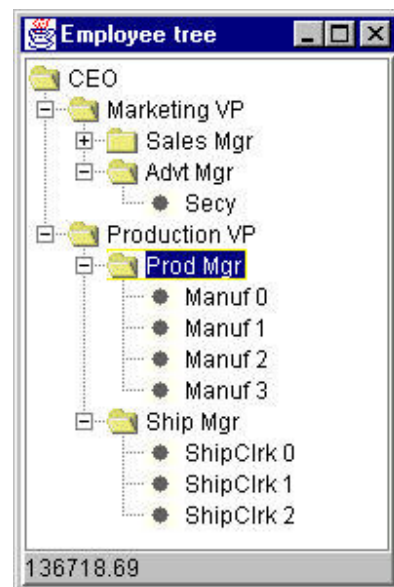 Employee tree
CEO
Marketing VP
Sales Mgr
Advt Mgr
Secy
Production VP
Prod Mgr
Manuf 0
Manuf 1
Manuf 2
Manuf 3
Ship Mgr
ShipClrk 0
ShipClrk 1
ShipClrk 2
136718.69